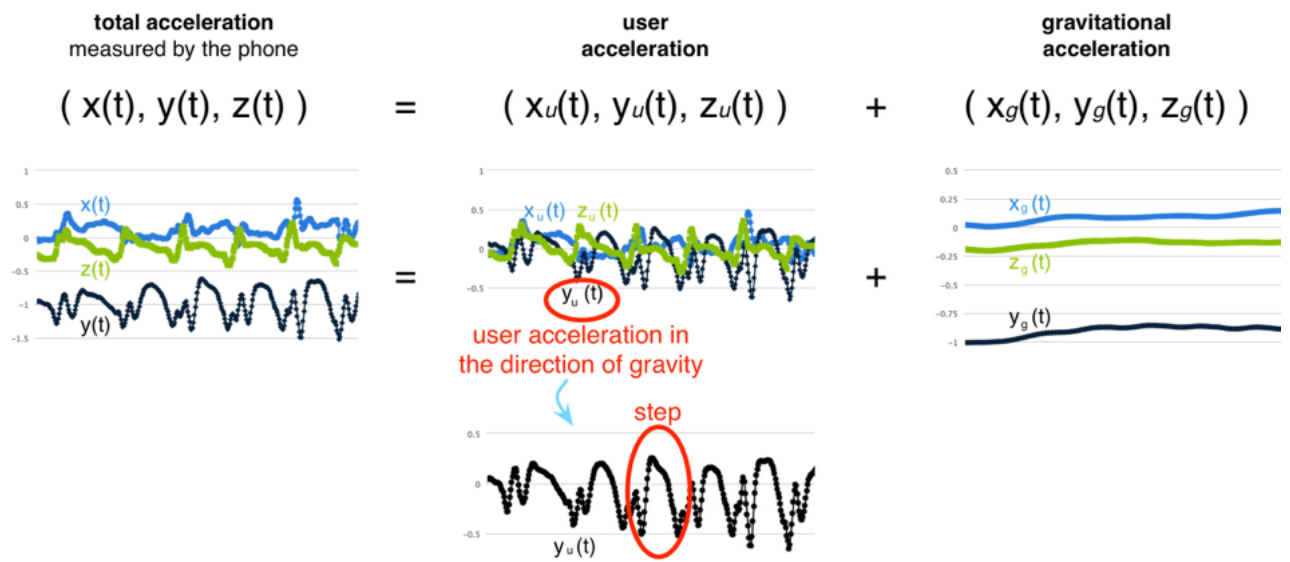 total acceleration
measured by the phone
user
acceleration
gravitational
acceleration
( x(t), y(t), z(t) ) = ( xu(t), yu(t), zu(t) ) + ( xg(t), yg(t), zg(t) )
1
0.5
0
-0.5
-1
-1.5
x(t)
z(t)
y(t)
=
1
0.5
0
-0.5
xu(t) zu(t)
yu(t)
+
0.5
0.25
0
-0.25
-0.75
-1
xg(t)
zg(t)
yg(t)
user acceleration in
the direction of gravity
step
0.5
0
-0.5
yu(t)